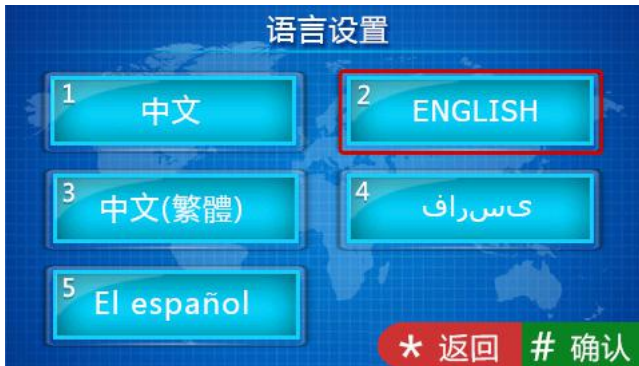 语言设置
1 中文
2 ENGLISH
3 中文(繁體)
4 ىسراف
5 El español
* 返回 # 确认